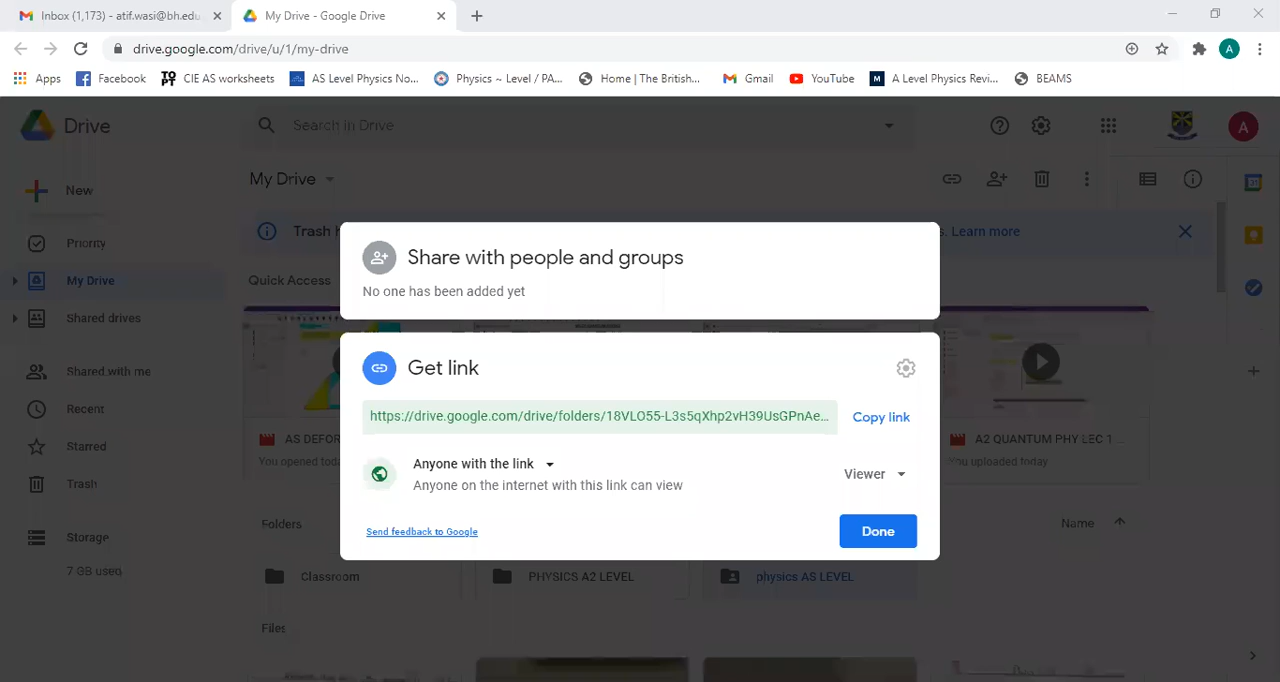 Inbox (1,173) - atif.wasi@bh.edu.
My Drive - Google Drive
drive.google.com/drive/u/1/my-drive
A
Apps
Facebook
CIE AS worksheets
AS Level Physics No...
Physics ~ Level / PA...
Home | The British...
Gmail
YouTube
A Level Physics Revi...
BEAMS
Drive
Search in Drive
A
New
My Drive
Trash
. Learn more
Priority
My Drive
Quick Access
Shared drives
Shared with me
Recent
Starred
Trash
Storage
7 GB used
Share with people and groups
No one has been added yet
Get link
https://drive.google.com/drive/folders/18VLO55-L3s5qXhp2vH39UsGPnAe...
Copy link
Anyone with the link
Anyone on the internet with this link can view
Viewer
Send feedback to Google
Done
AS DEFOR
You opened today
A2 QUANTUM PHY LEC 1 ...
You uploaded today
Folders
Name
Classroom
PHYSICS A2 LEVEL
physics AS LEVEL
Files